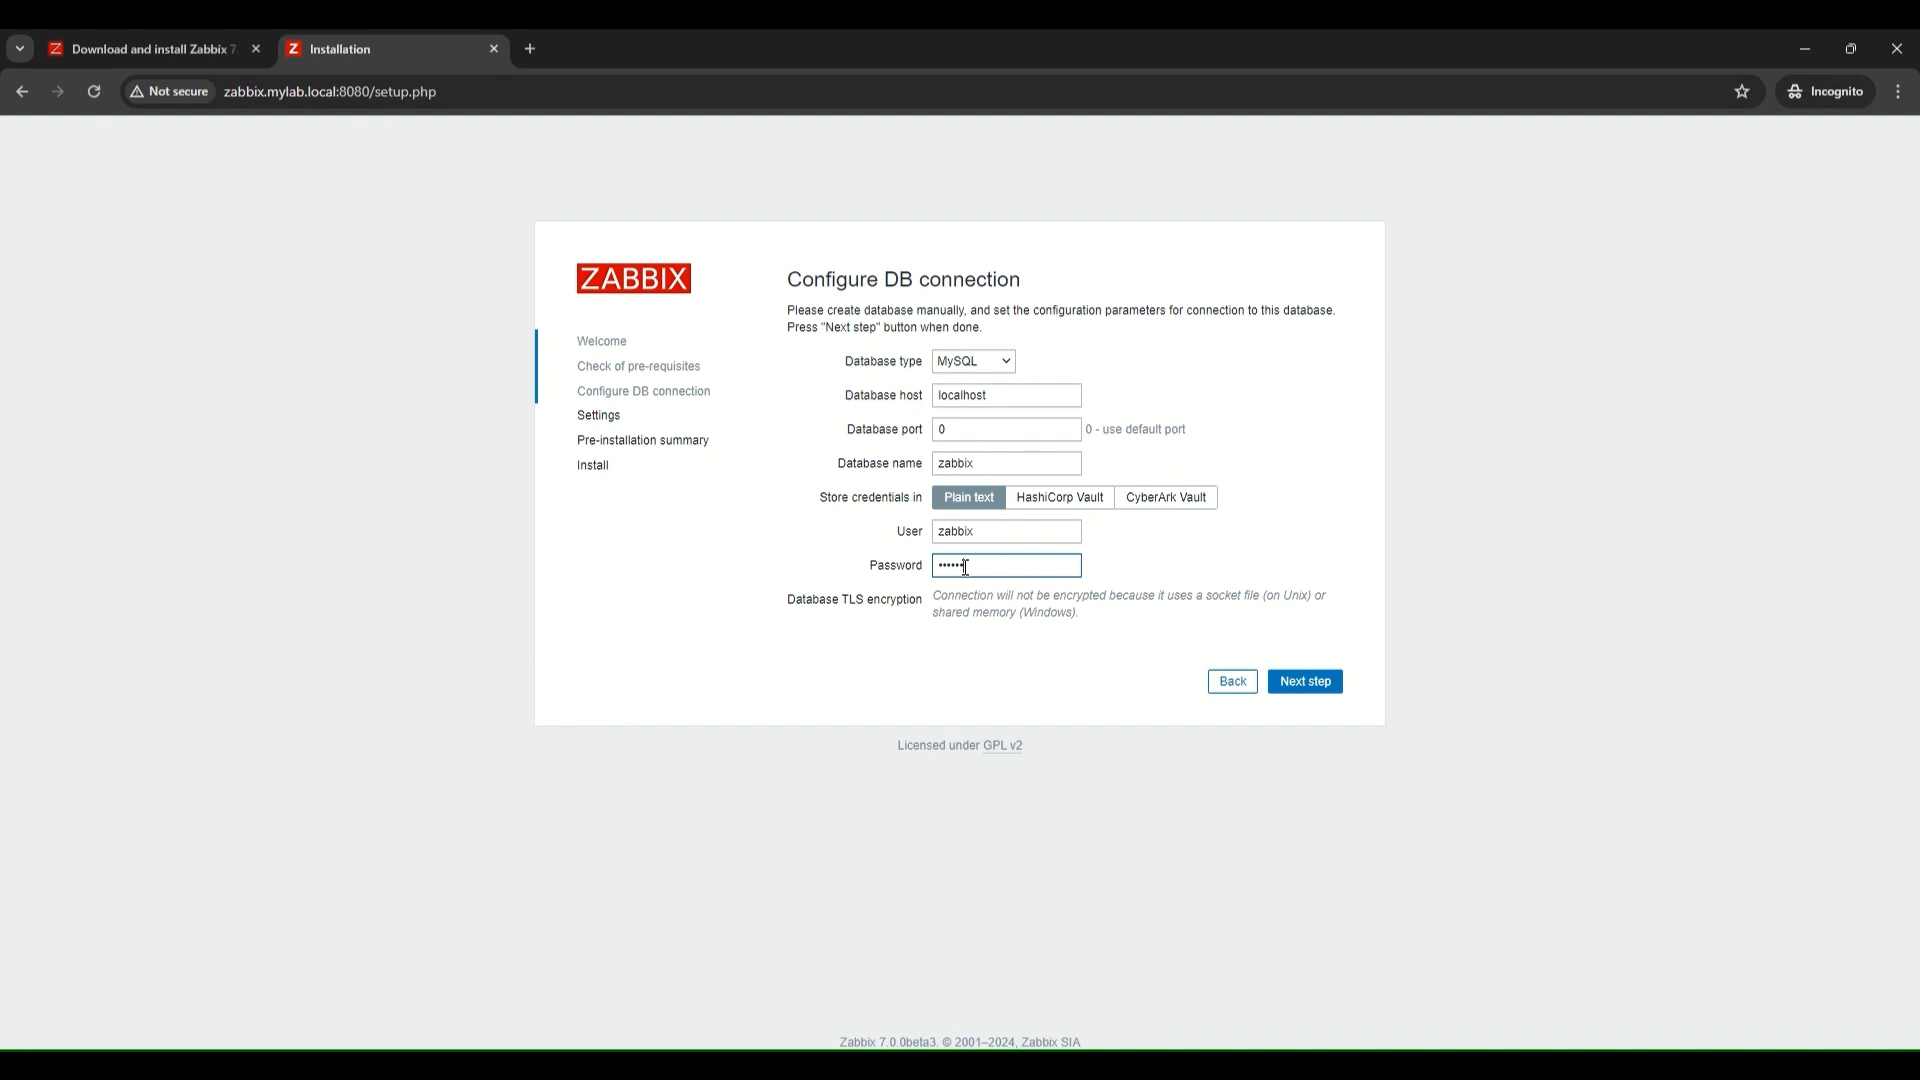 Download and install Zabbix 7
Installation
Not secure
zabbix.mylab.local:8080/setup.php
Incognito
ZABBIX
Welcome
Check of pre-requisites
Configure DB connection
Settings
Pre-installation summary
Install
Configure DB connection
Please create database manually, and set the configuration parameters for connection to this database.
Press "Next step" button when done.
Database type MySQL
Database host localhost
Database port 0 0 - use default port
Database name zabbix
Store credentials in Plain text HashiCorp Vault CyberArk Vault
User zabbix
Password ••••••
Database TLS encryption Connection will not be encrypted because it uses a socket file (on Unix) or
shared memory (Windows).
Back Next step
Licensed under GPL v2
Zabbix 7.0.0beta3. © 2001–2024, Zabbix SIA